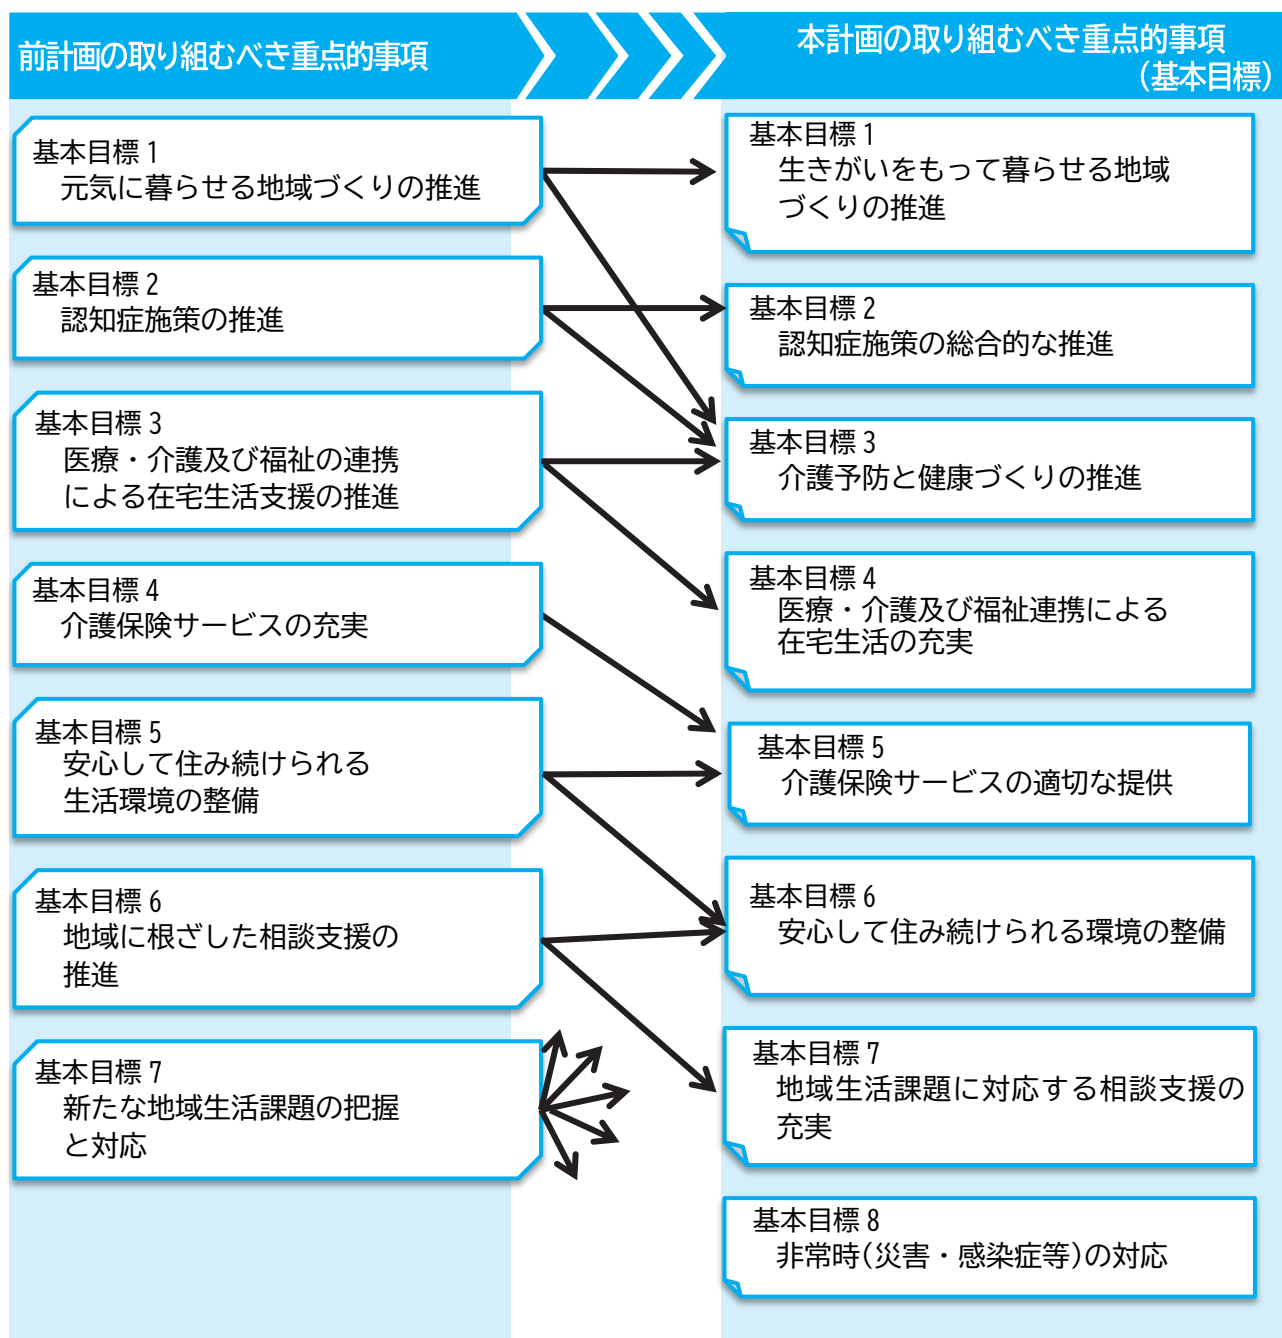 前計画の取り組むべき重点的事項
本計画の取り組むべき重点的事項
(基本目標)
基本目標1
元気に暮らせる地域づくりの推進
基本目標2
認知症施策の推進
基本目標3
医療・介護及び福祉の連携
による在宅生活支援の推進
基本目標4
介護保険サービスの充実
基本目標5
安心して住み続けられる
生活環境の整備
基本目標6
地域に根ざした相談支援の
推進
基本目標7
新たな地域生活課題の把握
と対応
基本目標1
生きがいをもって暮らせる地域
づくりの推進
基本目標2
認知症施策の総合的な推進
基本目標3
介護予防と健康づくりの推進
基本目標4
医療・介護及び福祉連携による
在宅生活の充実
基本目標5
介護保険サービスの適切な提供
基本目標6
安心して住み続けられる環境の整備
基本目標7
地域生活課題に対応する相談支援の
充実
基本目標8
非常時(災害・感染症等)の対応